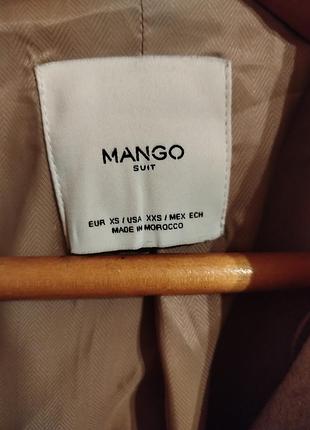 MANGO
SUIT
EUR XS / USA XXS / MEX ECH
MADE IN MOROCCO